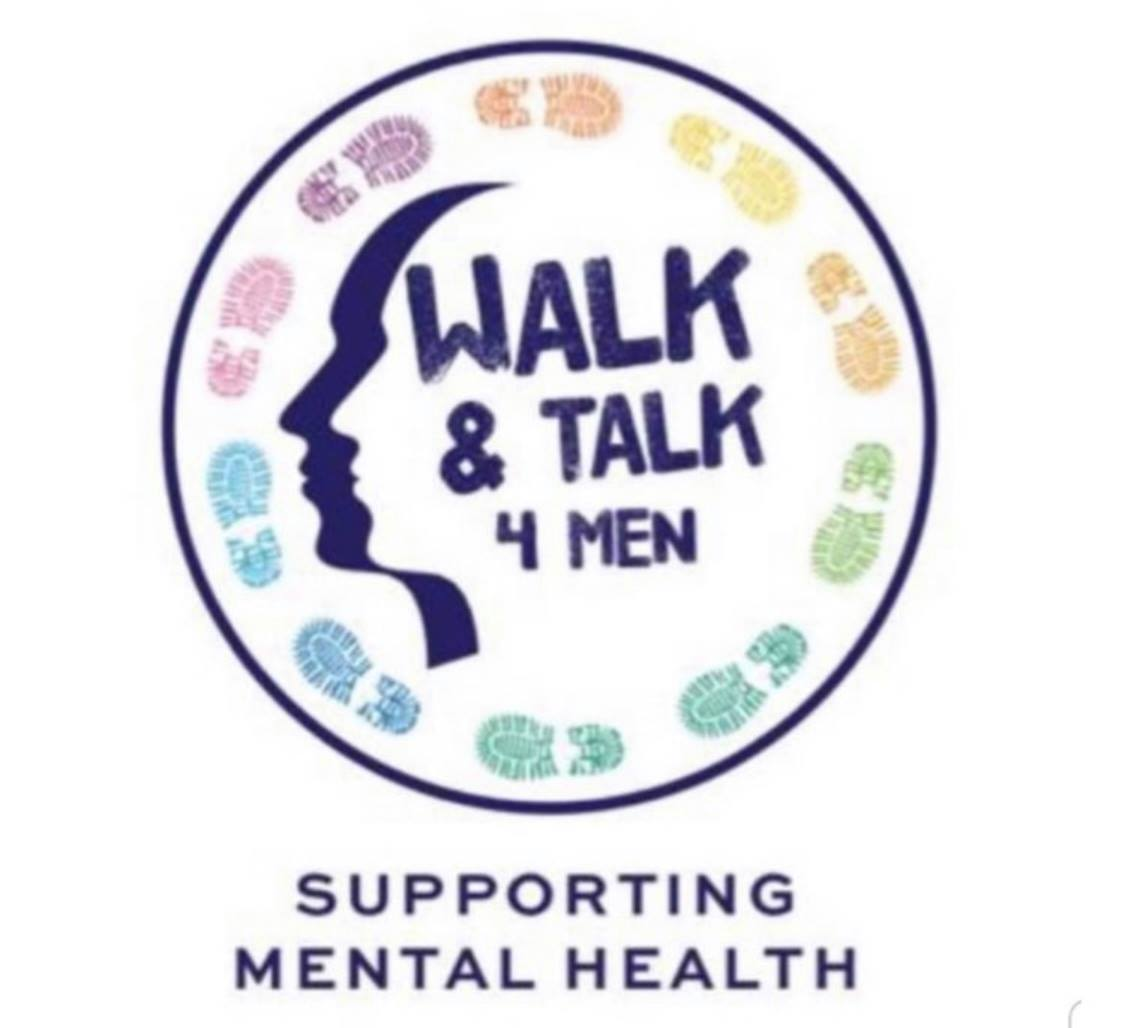 WALK
& TALK
4 MEN
SUPPORTING
MENTAL HEALTH